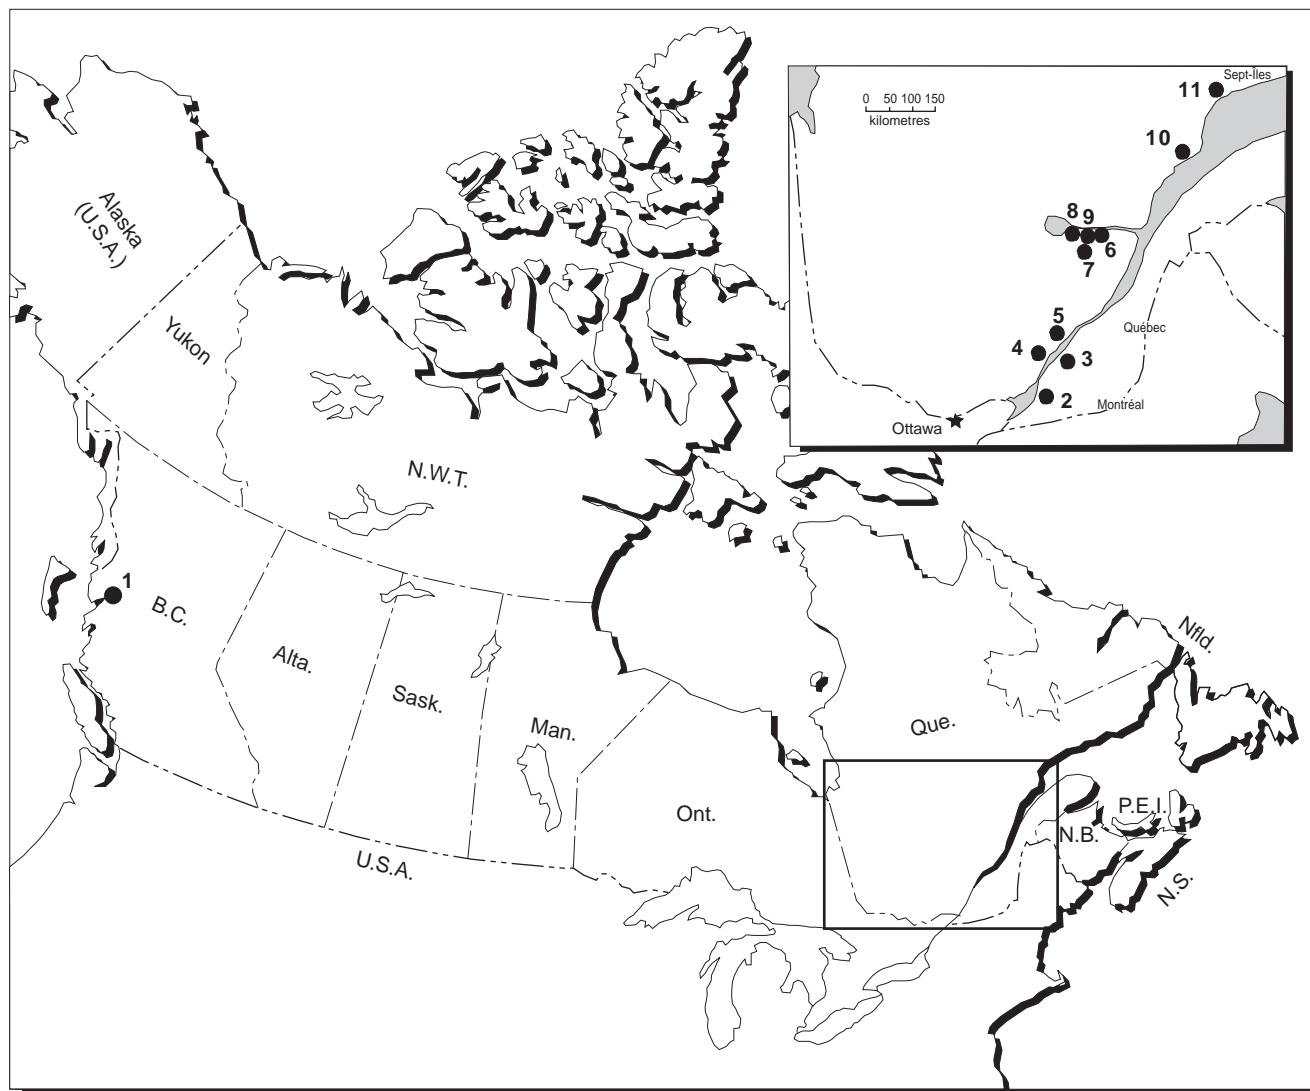 Alaska
(U.S.A.)
Yukon
N.W.T.
1
B.C.
Alta.
Sask.
Man.
Ont.
Que.
Nfld.
P.E.I.
N.B.
N.S.
U.S.A.
Sept-Îles
11
0 50 100 150
kilometres
10
8 9
6
7
5
Québec
4
3
2
Montréal
Ottawa